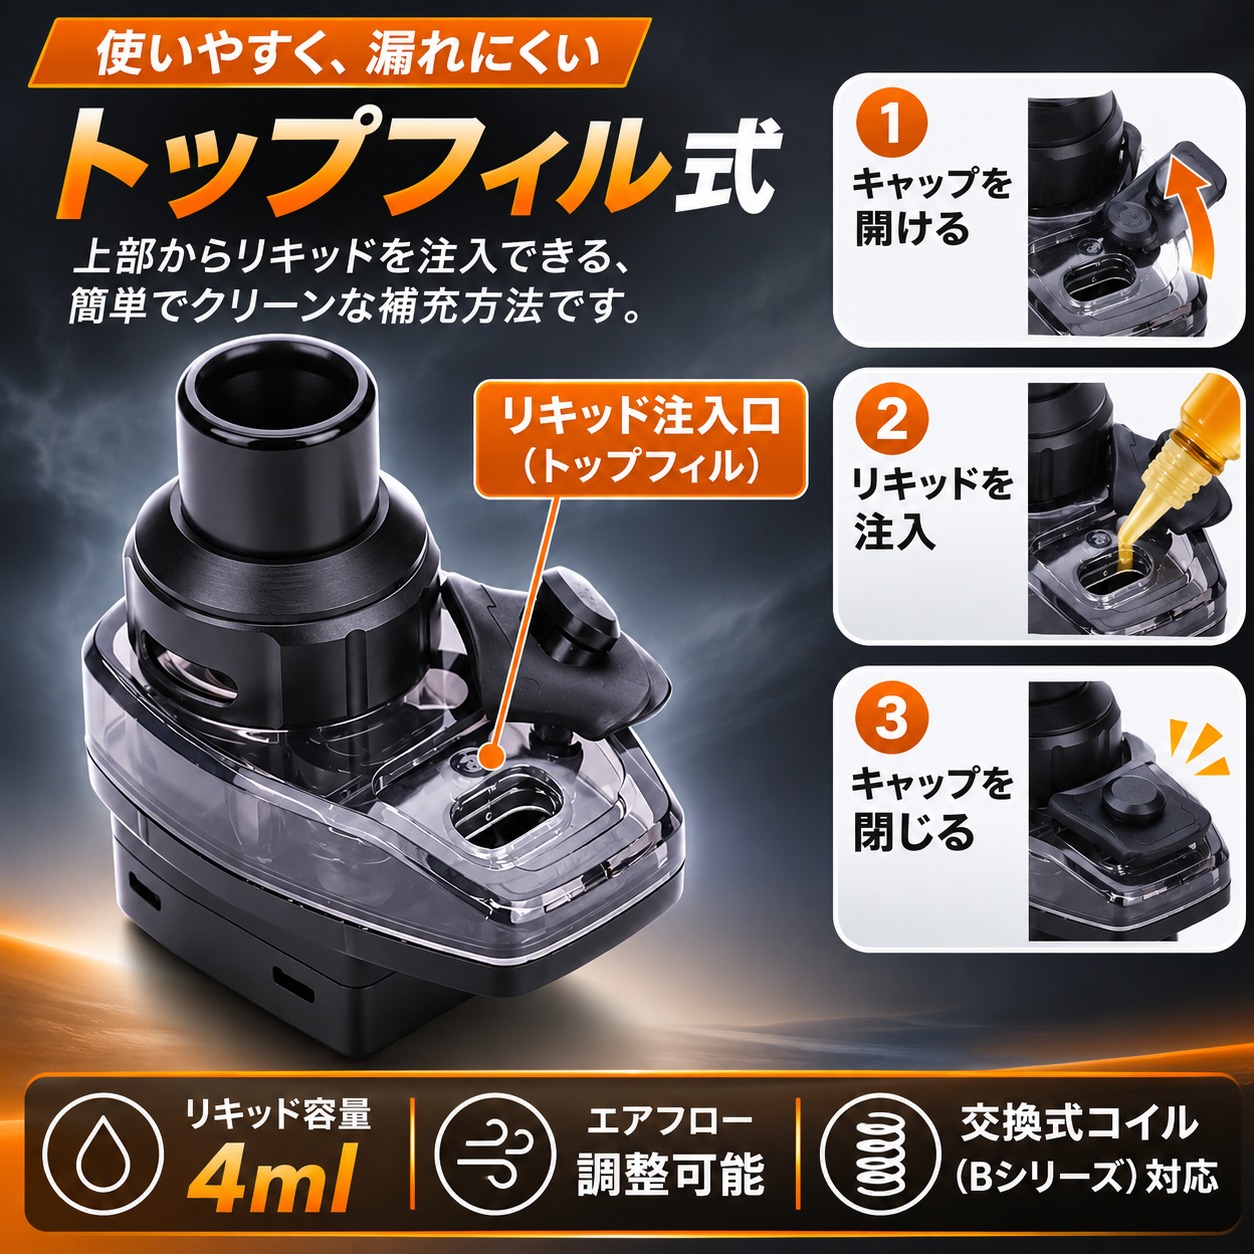 使いやすく、漏れにくい
トップフィル式
上部からリキッドを注入できる、
簡単でクリーンな補充方法です。
リキッド注入口
（トップフィル）
1
キャップを
開ける
2
リキッドを
注入
3
キャップを
閉じる
リキッド容量
4ml
エアフロー
調整可能
交換式コイル
（Bシリーズ）対応